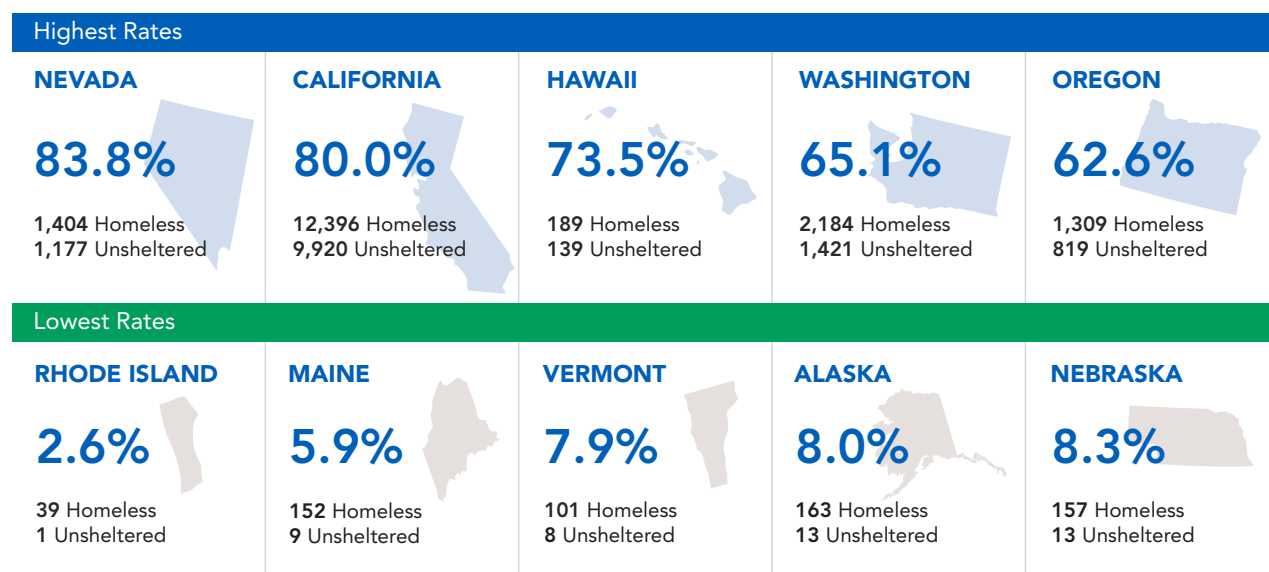 Highest Rates
NEVADA
83.8%
1,404 Homeless
1,177 Unsheltered
CALIFORNIA
80.0%
12,396 Homeless
9,920 Unsheltered
HAWAII
73.5%
189 Homeless
139 Unsheltered
WASHINGTON
65.1%
2,184 Homeless
1,421 Unsheltered
OREGON
62.6%
1,309 Homeless
819 Unsheltered
Lowest Rates
RHODE ISLAND
2.6%
39 Homeless
1 Unsheltered
MAINE
5.9%
152 Homeless
9 Unsheltered
VERMONT
7.9%
101 Homeless
8 Unsheltered
ALASKA
8.0%
163 Homeless
13 Unsheltered
NEBRASKA
8.3%
157 Homeless
13 Unsheltered